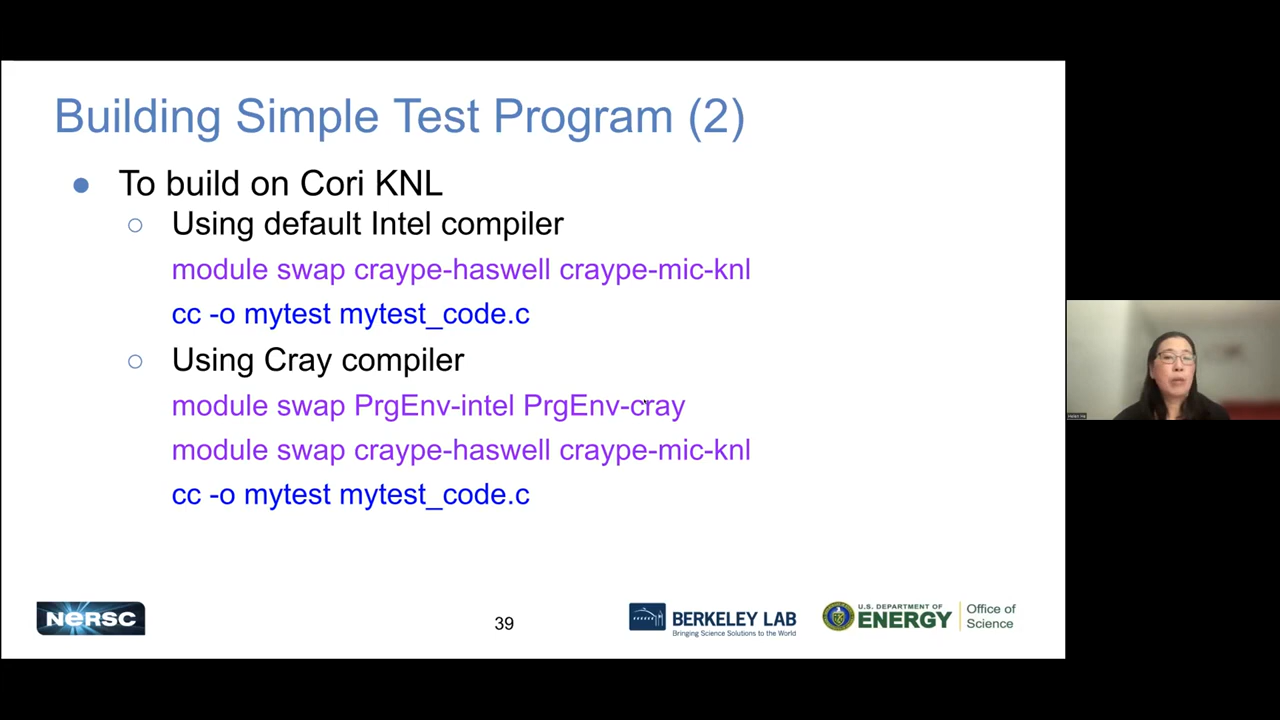 Building Simple Test Program (2)
● To build on Cori KNL
○ Using default Intel compiler
module swap craype-haswell craype-mic-knl
cc -o mytest mytest_code.c
○ Using Cray compiler
module swap PrgEnv-intel PrgEnv-cray
module swap craype-haswell craype-mic-knl
cc -o mytest mytest_code.c
NERSC
39
BERKELEY LAB
Bringing Science Solutions to the World
U.S. DEPARTMENT OF
ENERGY
Office of
Science